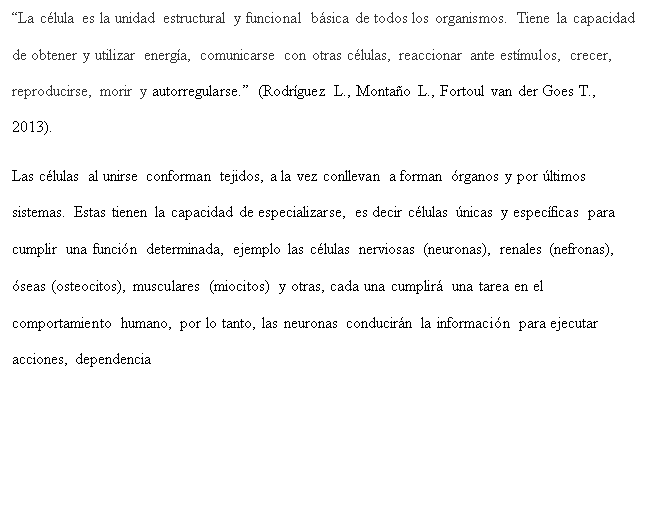 “La célula es la unidad estructural y funcional básica de todos los organismos. Tiene la capacidad
de obtener y utilizar energía, comunicarse con otras células, reaccionar ante estímulos, crecer,
reproducirse, morir y autorregularse.” (Rodríguez L., Montaño L., Fortoul van der Goes T.,
2013).
Las células al unirse conforman tejidos, a la vez conllevan a forman órganos y por últimos
sistemas. Estas tienen la capacidad de especializarse, es decir células únicas y específicas para
cumplir una función determinada, ejemplo las células nerviosas (neuronas), renales (nefronas),
óseas (osteocitos), musculares (miocitos) y otras, cada una cumplirá una tarea en el
comportamiento humano, por lo tanto, las neuronas conducirán la información para ejecutar
acciones, dependencia